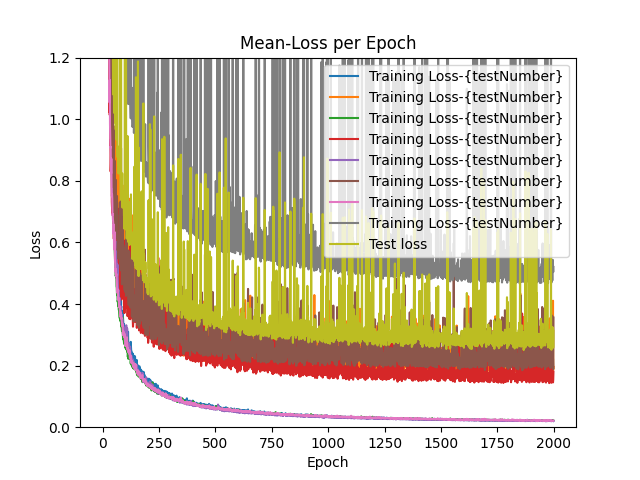 Mean-Loss per Epoch
1.2
1.0
0.8
0.6
0.4
0.2
0.0
Loss
Training Loss-{testNumber}
Training Loss-{testNumber}
Training Loss-{testNumber}
Training Loss-{testNumber}
Training Loss-{testNumber}
Training Loss-{testNumber}
Training Loss-{testNumber}
Training Loss-{testNumber}
Test loss
0 250 500 750 1000 1250 1500 1750 2000
Epoch